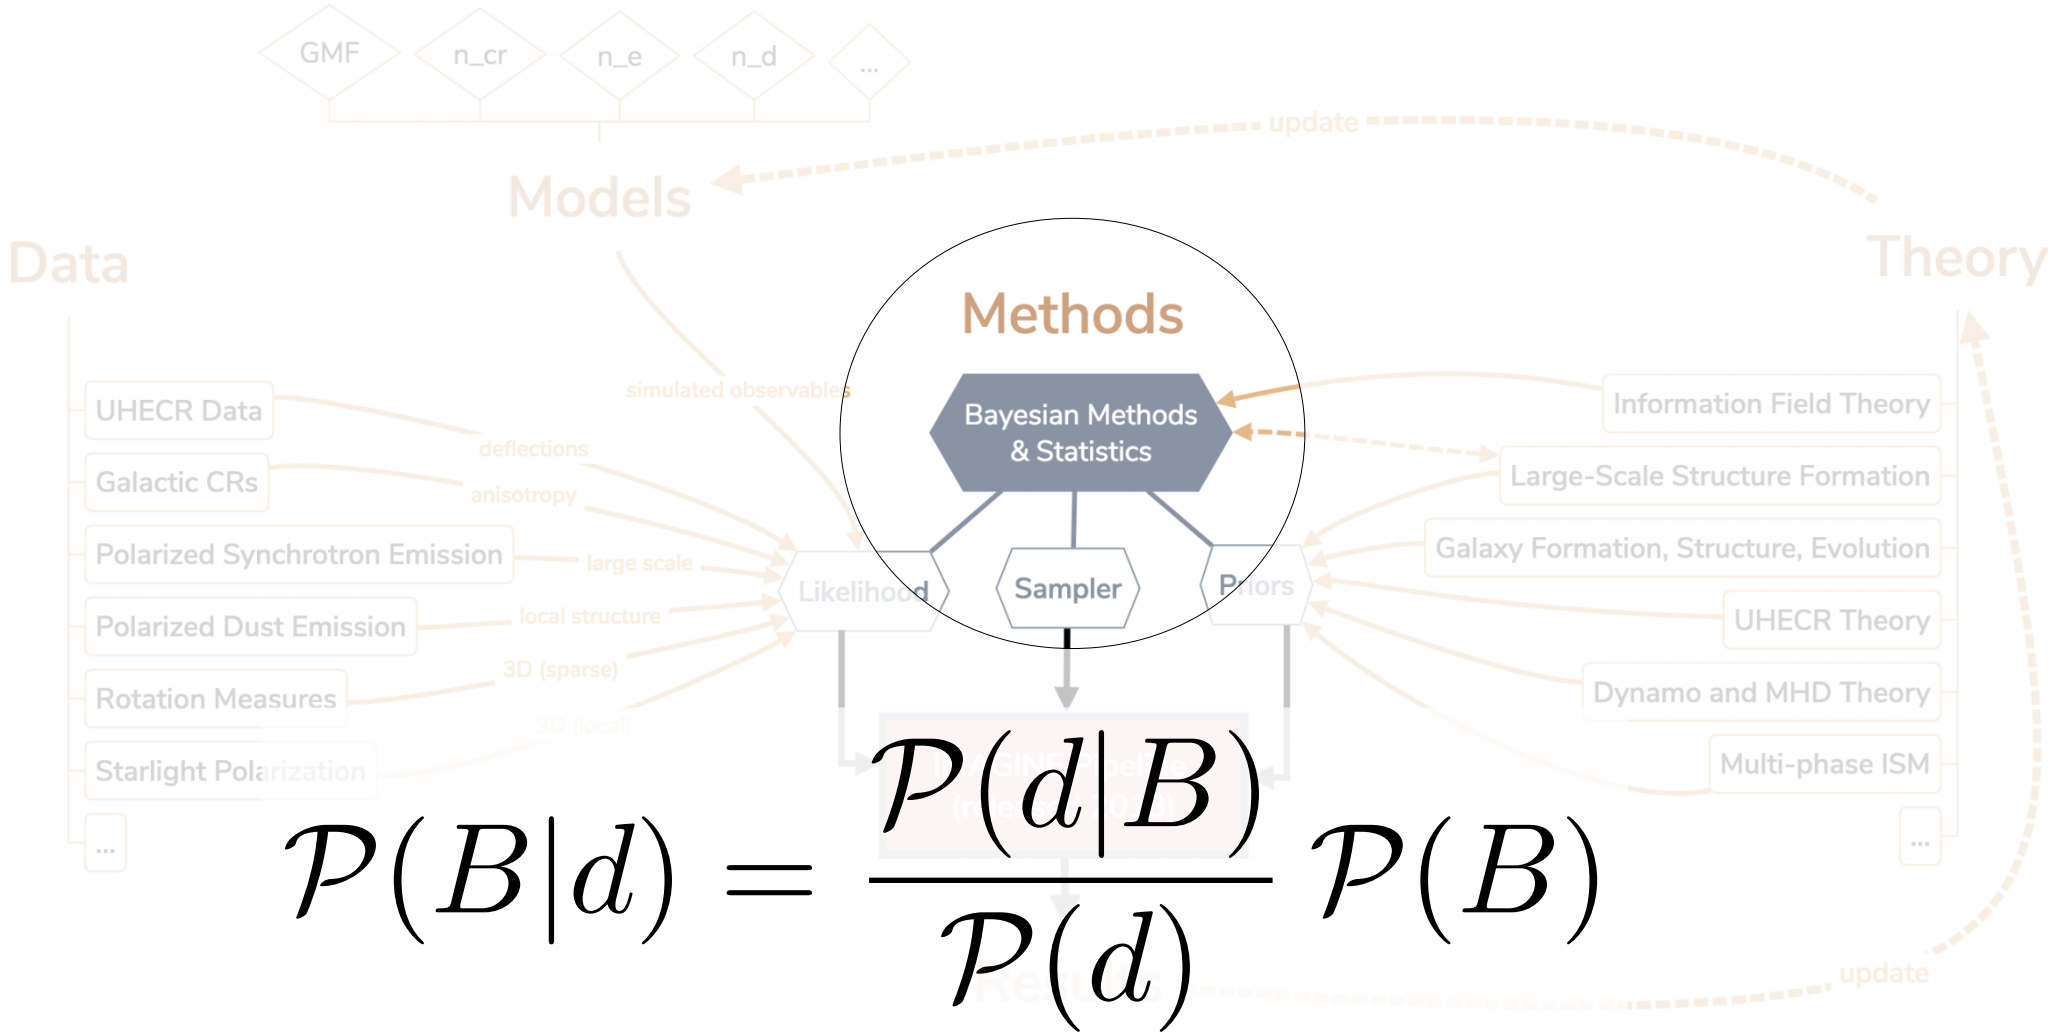 GMF
n_cr
n_e
n_d
...
update
Models
Data
Theory
Methods
simulated observables
Bayesian Methods
& Statistics
UHECR Data
Galactic CRs
Polarized Synchrotron Emission
Polarized Dust Emission
Rotation Measures
Starlight Polarization
...
deflections
anisotropy
large scale
local structure
3D (sparse)
3D (local)
Likelihood
Sampler
Priors
Information Field Theory
Large-Scale Structure Formation
Galaxy Formation, Structure, Evolution
UHECR Theory
Dynamo and MHD Theory
Multi-phase ISM
...
IMAGINE Pipeline
P(B|d) = P(d|B) / P(d) P(B)
Results
update